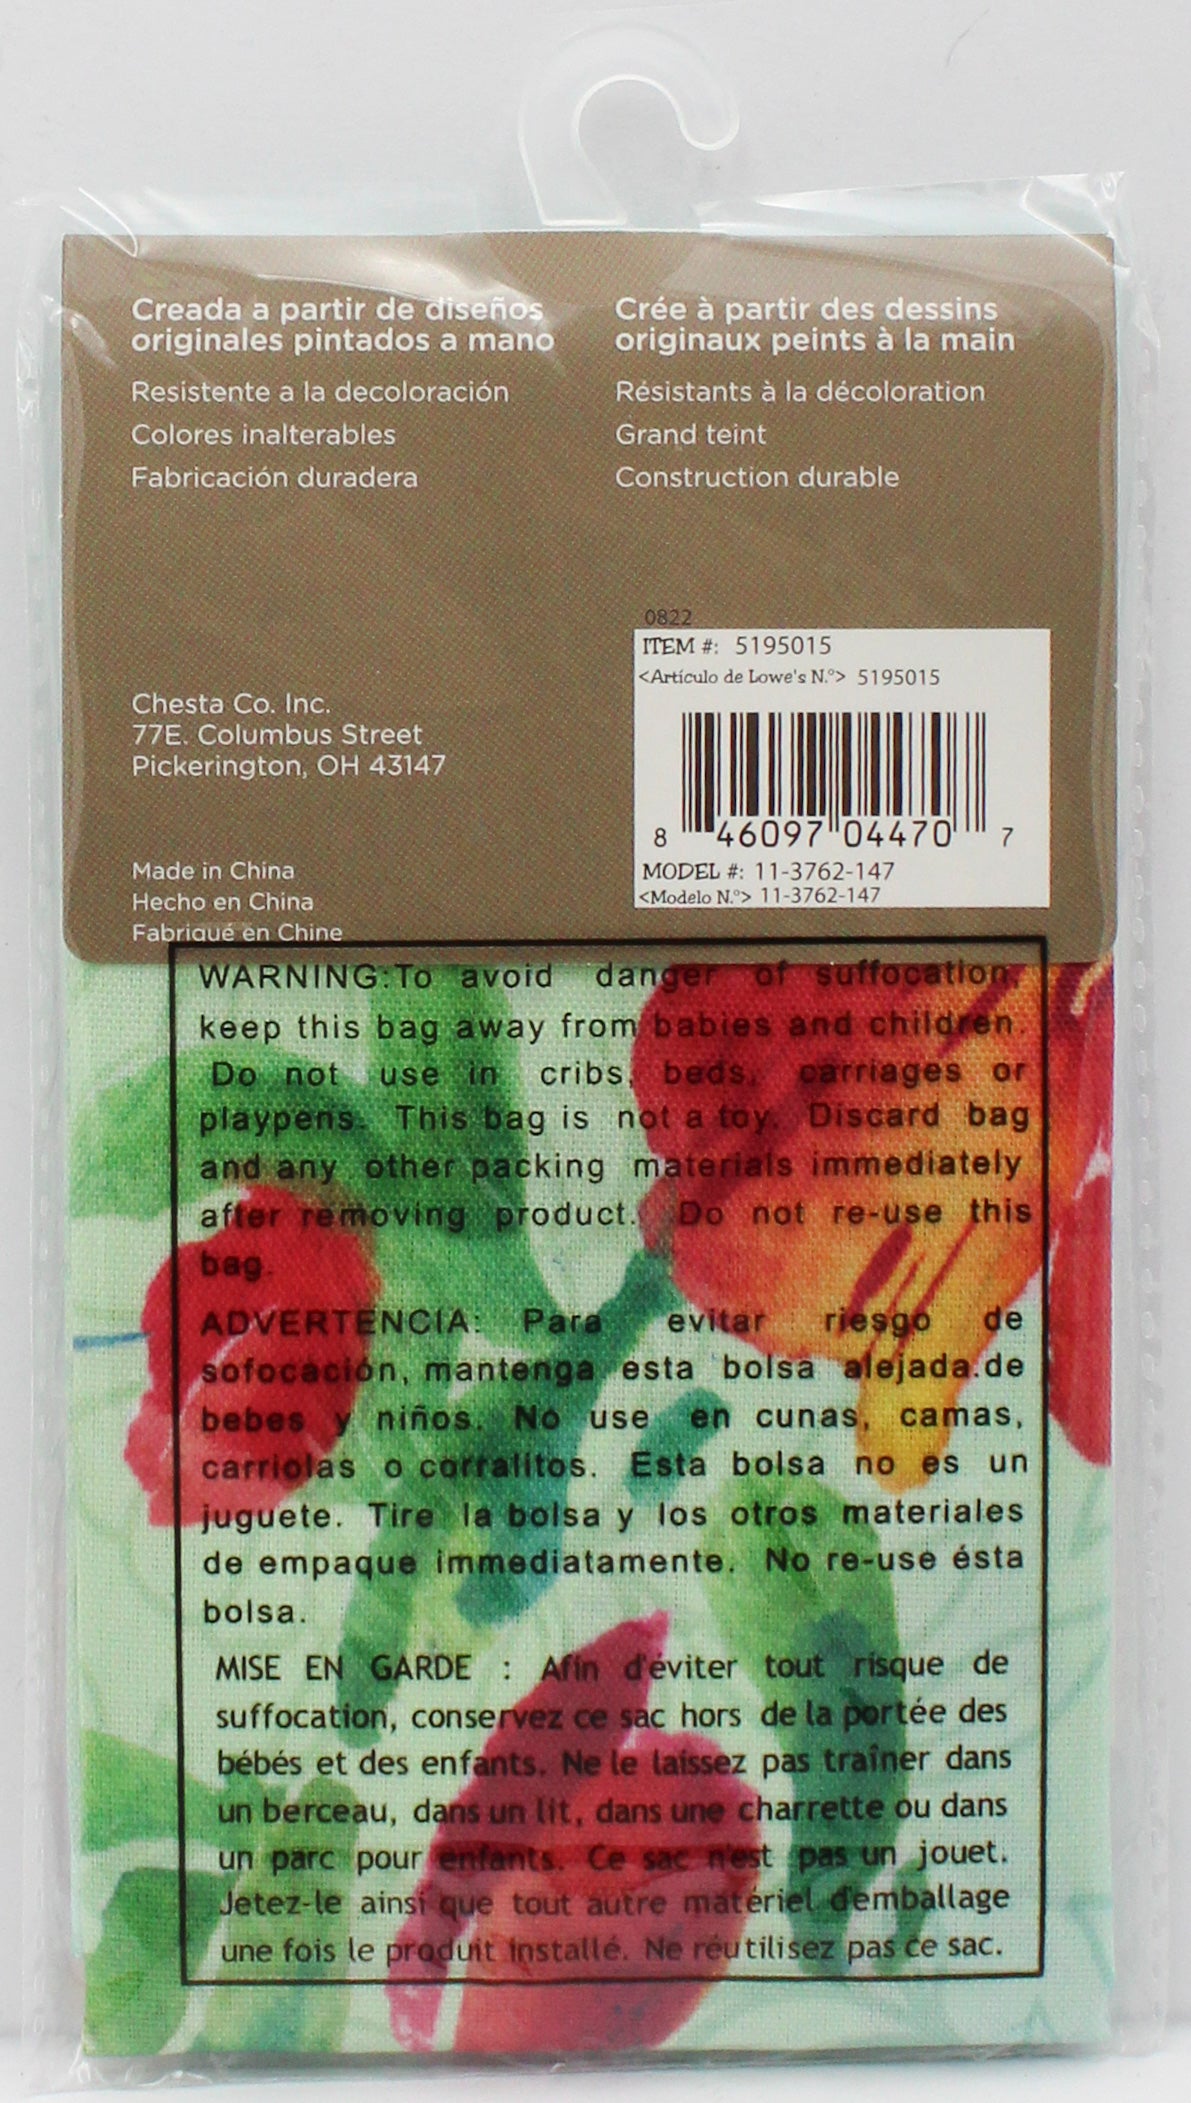 Creada a partir de diseños
originales pintados a mano
Resistente a la decoloración
Colores inalterables
Fabricación duradera
Crée à partir des dessins
originaux peints à la main
Résistants à la décoloration
Grand teint
Construction durable
Chesta Co. Inc.
77E. Columbus Street
Pickerington, OH 43147
Made in China
Hecho en China
Fabriqué en Chine
0822
ITEM #: 5195015
<Artículo de Lowe's N.º> 5195015
8 46097 04470 7
MODEL #: 11-3762-147
<Modelo N.º> 11-3762-147
WARNING:To avoid danger of suffocation,
keep this bag away from babies and children.
Do not use in cribs, beds, carriages or
playpens. This bag is not a toy. Discard bag
and any other packing materials immediately
after removing product. Do not re-use this
bag.
ADVERTENCIA: Para evitar riesgo de
sofocación, mantenga esta bolsa alejada.de
bebes y niños. No use en cunas, camas,
carriolas o corralitos. Esta bolsa no es un
juguete. Tire la bolsa y los otros materiales
de empaque immediatamente. No re-use ésta
bolsa.
MISE EN GARDE : Afin d'éviter tout risque de
suffocation, conservez ce sac hors de la portée des
bébés et des enfants. Ne le laissez pas traîner dans
un berceau, dans un lit, dans une charrette ou dans
un parc pour enfants. Ce sac n'est pas un jouet.
Jetez-le ainsi que tout autre matériel d'emballage
une fois le produit installé. Ne réutilisez pas ce sac.